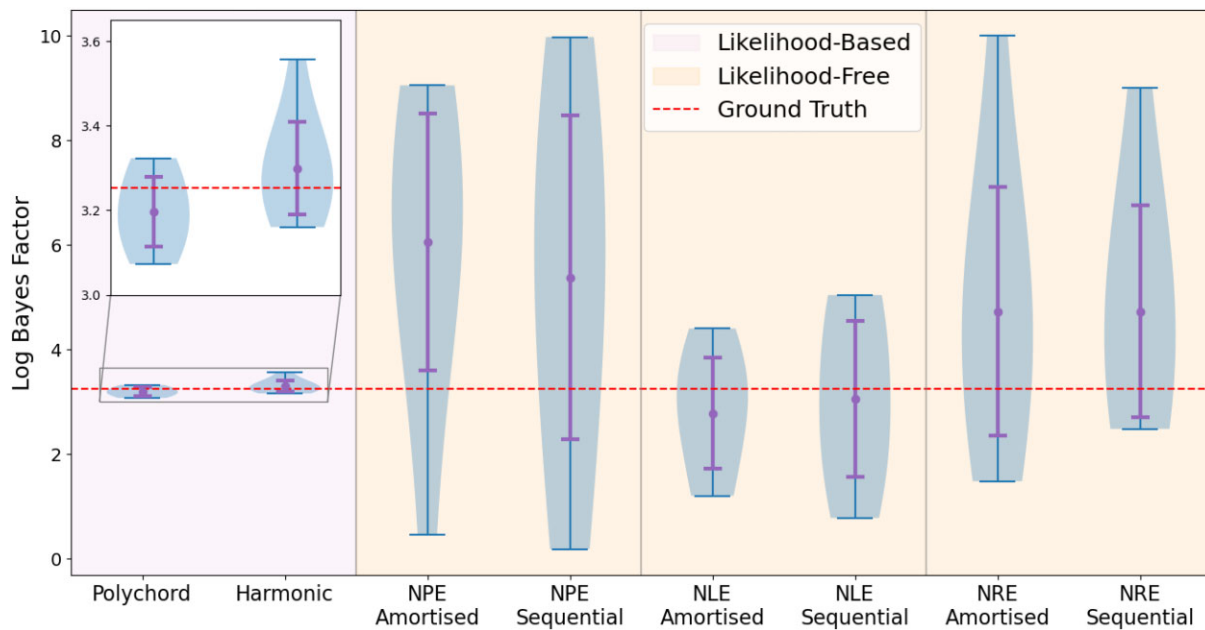 Log Bayes Factor
10
8
6
4
2
0
3.6
3.4
3.2
3.0
Likelihood-Based
Likelihood-Free
Ground Truth
Polychord
Harmonic
NPE
Amortised
NPE
Sequential
NLE
Amortised
NLE
Sequential
NRE
Amortised
NRE
Sequential